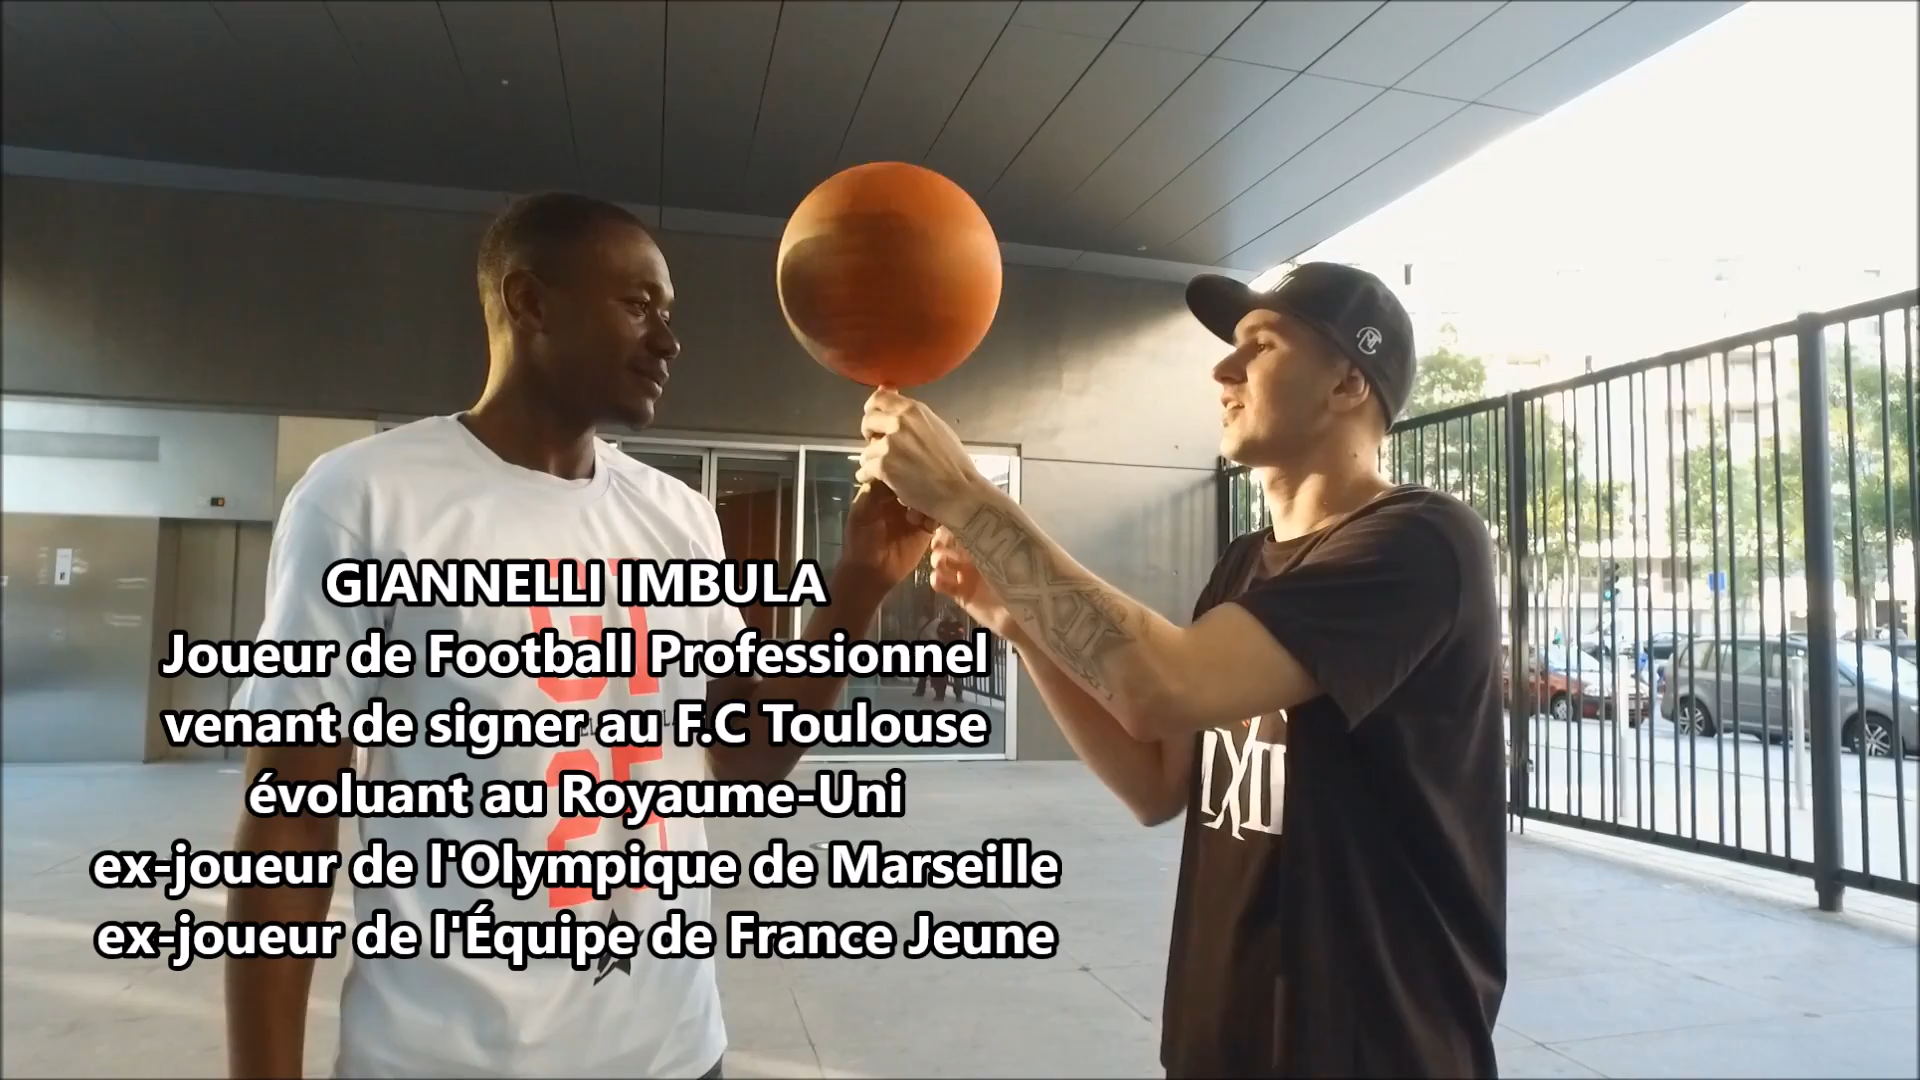 GIANNELLI IMBULA
Joueur de Football Professionnel
venant de signer au F.C Toulouse
évoluant au Royaume-Uni
ex-joueur de l'Olympique de Marseille
ex-joueur de l'Équipe de France Jeune
MXII